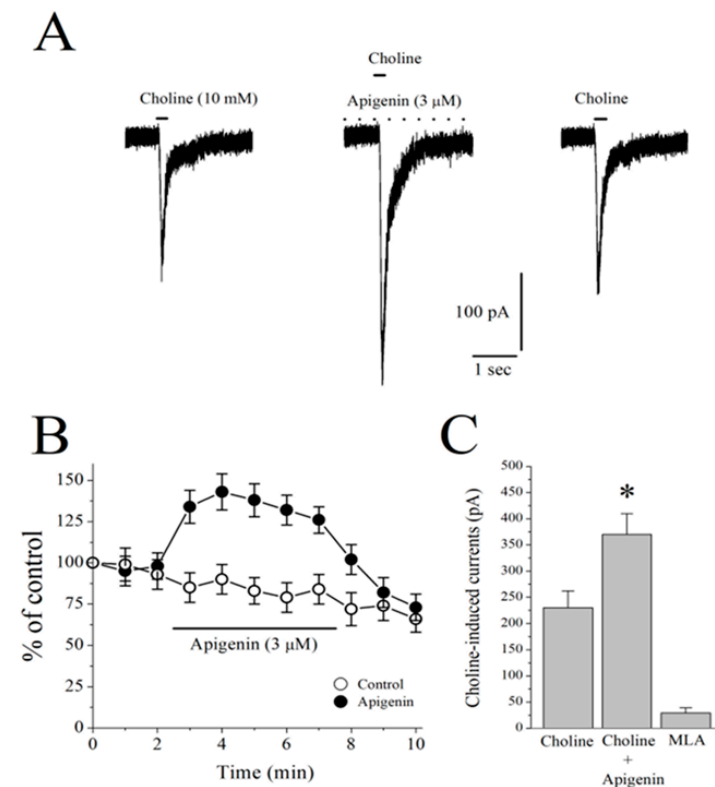 A
Choline
Choline (10 mM)
Apigenin (3 μM)
Choline
100 pA
1 sec
B
% of control
150
125
100
75
50
25
0
Apigenin (3 μM)
Control
Apigenin
0 2 4 6 8 10
Time (min)
C
Choline-induced currents (pA)
500
450
400
350
300
250
200
150
100
50
0
*
Choline Choline MLA
+
Apigenin